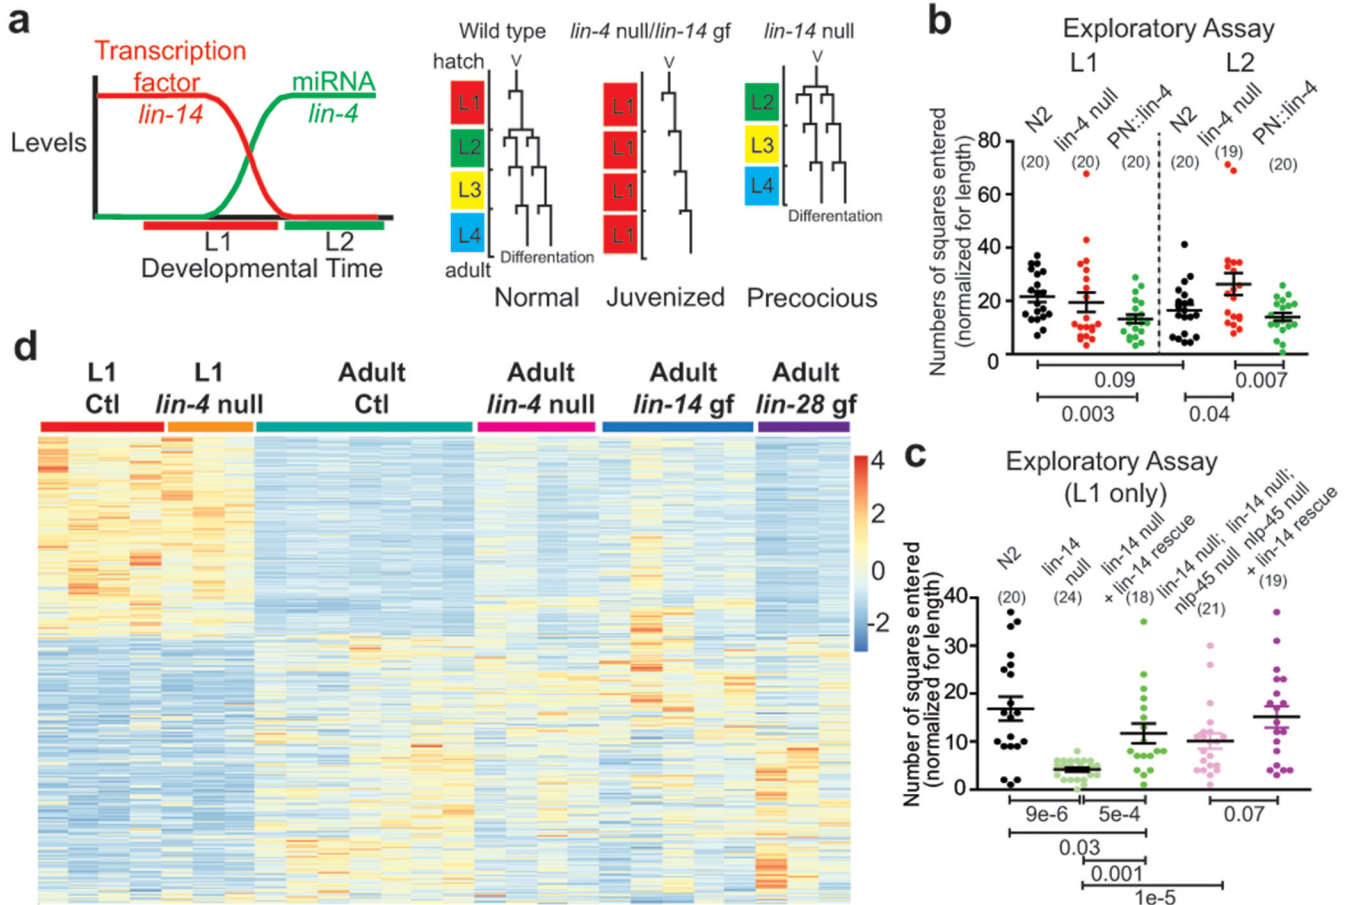 a
Transcription
factor
lin-14
miRNA
lin-4
Levels
L1
L2
Developmental Time
Wild type
lin-4 null/lin-14 gf
lin-14 null
hatch
V
V
V
L1
L2
L3
L4
L1
L1
L1
L1
L2
L3
L4
Differentation
Differentation
adult
Normal
Juvenized
Precocious
b
Exploratory Assay
L1
L2
N2
lin-4 null
PN::lin-4
N2
lin-4 null
PN::lin-4
(20)
(20)
(20)
(20)
(19)
(20)
Numbers of squares entered
(normalized for length)
80
60
40
20
0
0.09
0.007
0.003
0.04
d
L1
Ctl
L1
lin-4 null
Adult
Ctl
Adult
lin-4 null
Adult
lin-14 gf
Adult
lin-28 gf
4
2
0
-2
c
Exploratory Assay
(L1 only)
N2
lin-14
null
lin-14 null
+ lin-14 rescue
lin-14 null;
nlp-45 null
lin-14 null;
nlp-45 null
+ lin-14 rescue
(20)
(24)
(18)
(21)
(19)
Number of squares entered
(normalized for length)
40
30
20
10
0
9e-6
5e-4
0.07
0.03
0.001
1e-5